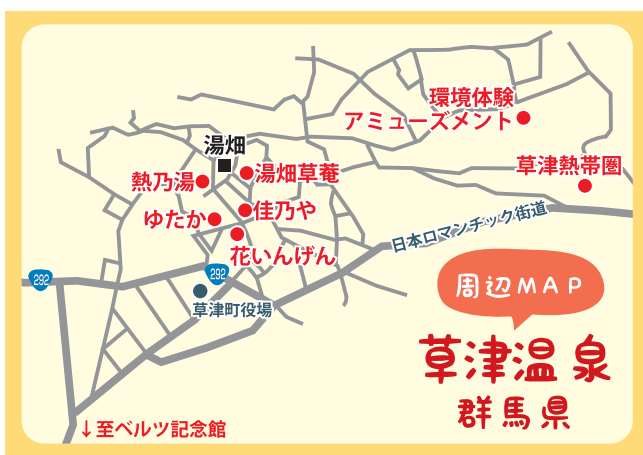 環境体験
アミューズメント
湯畑
草津熱帯圏
湯畑草菴
熱乃湯
佳乃や
ゆたか
日本ロマンチック街道
花いんげん
292
292
草津町役場
周辺MAP
草津温泉
群馬県
↓至ベルツ記念館